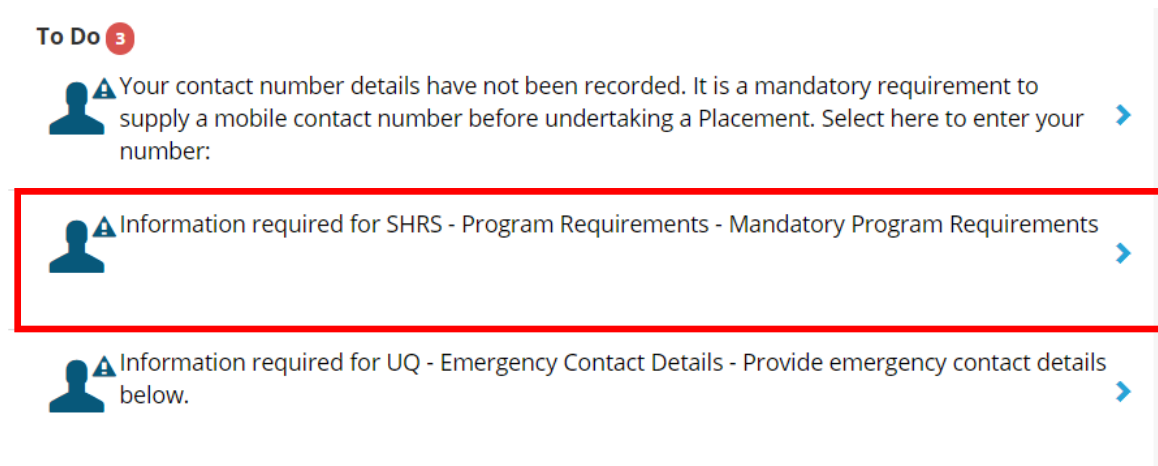 To Do 3
Your contact number details have not been recorded. It is a mandatory requirement to
supply a mobile contact number before undertaking a Placement. Select here to enter your
number:
Information required for SHRS - Program Requirements - Mandatory Program Requirements
Information required for UQ - Emergency Contact Details - Provide emergency contact details
below.